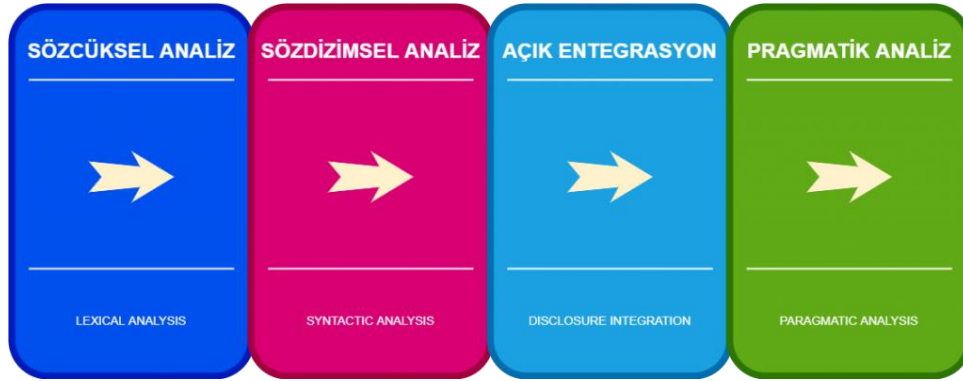 SÖZCÜKSEL ANALİZ
SÖZDİZİMSEL ANALİZ
AÇIK ENTEGRASYON
PRAGMATİK ANALİZ
LEXICAL ANALYSIS
SYNTACTIC ANALYSIS
DISCLOSURE INTEGRATION
PARAGMATIC ANALYSIS